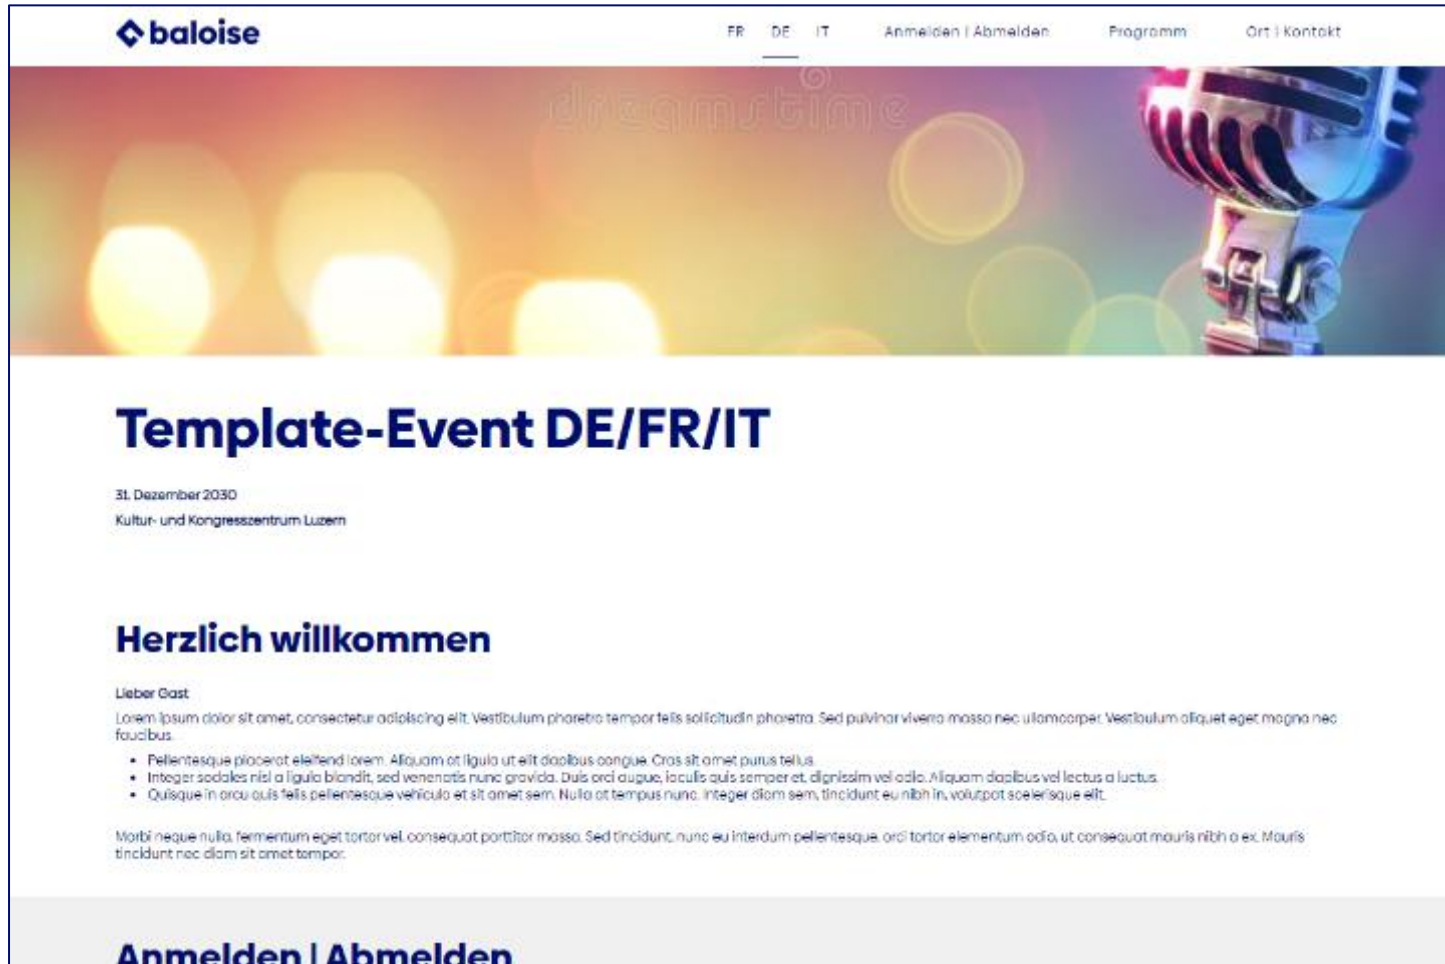 baloise
FR DE IT Anmelden | Abmelden Programm Ort | Kontakt
dreamstime
Template-Event DE/FR/IT
31. Dezember 2030
Kultur- und Kongresszentrum Luzern
Herzlich willkommen
Lieber Gast
Lorem ipsum dolor sit amet, consectetur adipiscing elit. Vestibulum pharetra tempor felis sollicitudin pharetra. Sed pulvinar viverra massa nec ullamcorper. Vestibulum aliquet eget magna nec
faucibus.
• Pellentesque placerat eleifend lorem. Aliquam at ligula ut elit dapibus congue. Cras sit amet purus tellus.
• Integer sodales nisl a ligula blandit, sed venenatis nunc gravida. Duis orci augue, iaculis quis semper et, dignissim vel odio. Aliquam dapibus vel lectus a luctus.
• Quisque in arcu quis felis pellentesque vehicula et sit amet sem. Nulla at tempus nunc. Integer diam sem, tincidunt eu nibh in, volutpat scelerisque elit.
Morbi neque nulla, fermentum eget tortor vel, consequat porttitor massa. Sed tincidunt, nunc eu interdum pellentesque, orci tortor elementum odio, ut consequat mauris nibh a ex. Mauris
tincidunt nec diam sit amet tempor.
Anmelden | Abmelden